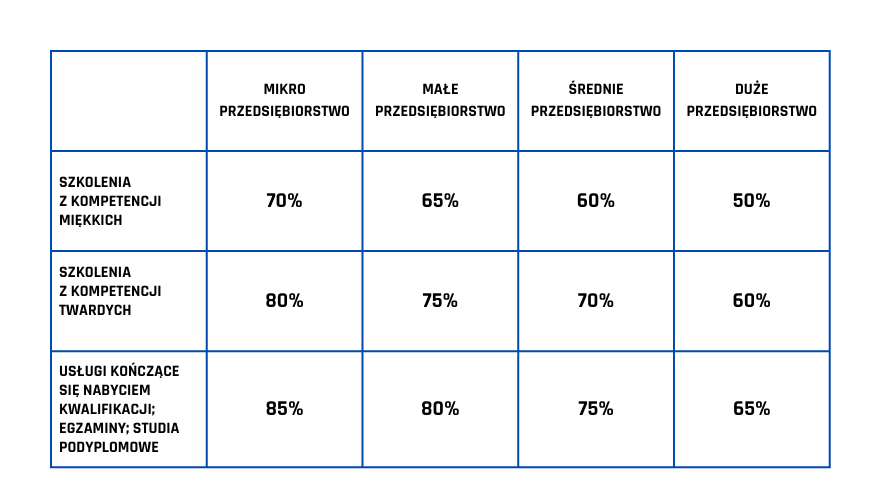 MIKRO
PRZEDSIĘBIORSTWO
MAŁE
PRZEDSIĘBIORSTWO
ŚREDNIE
PRZEDSIĘBIORSTWO
DUŻE
PRZEDSIĘBIORSTWO
SZKOLENIA
Z KOMPETENCJI
MIĘKKICH
70%
65%
60%
50%
SZKOLENIA
Z KOMPETENCJI
TWARDYCH
80%
75%
70%
60%
USŁUGI KOŃCZĄCE
SIĘ NABYCIEM
KWALIFIKACJI;
EGZAMINY; STUDIA
PODYPLOMOWE
85%
80%
75%
65%